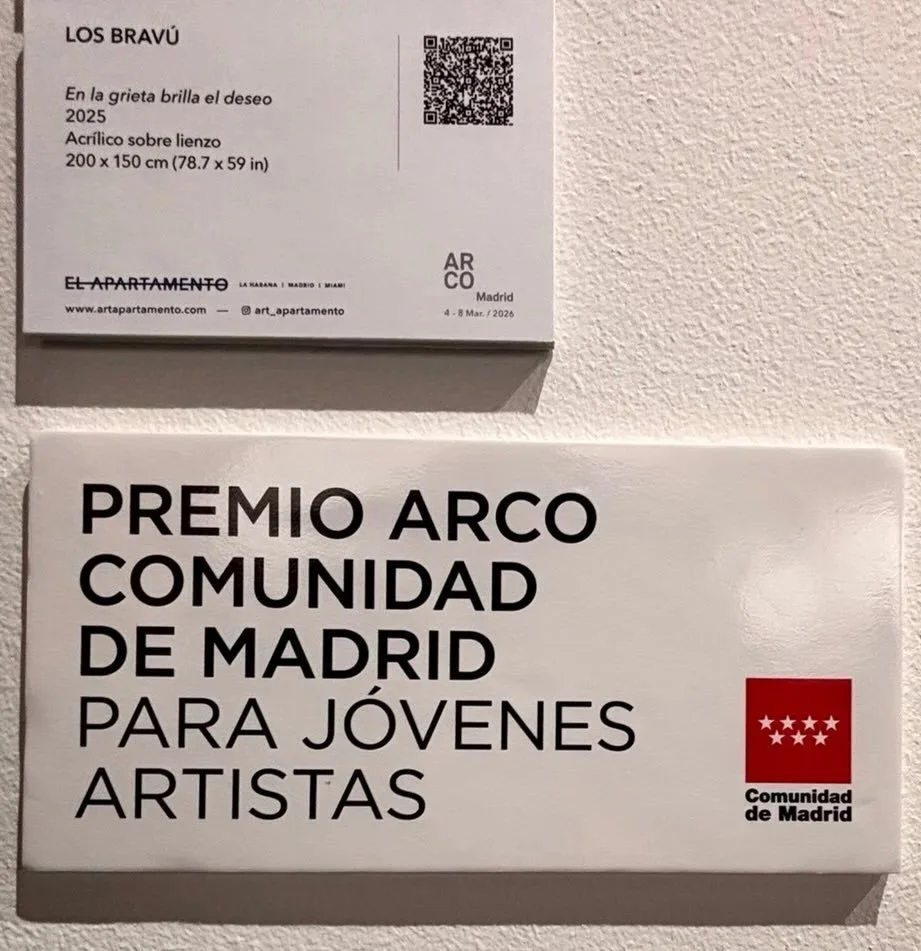 LOS BRAVÚ
En la grieta brilla el deseo
2025
Acrílico sobre lienzo
200 x 150 cm (78.7 x 59 in)
EL APARTAMENTO LA HABANA | MADRID | MIAMI
www.artapartamento.com — art_apartamento
AR
CO
Madrid
4 - 8 Mar. / 2026
PREMIO ARCO
COMUNIDAD
DE MADRID
PARA JÓVENES
ARTISTAS
Comunidad
de Madrid